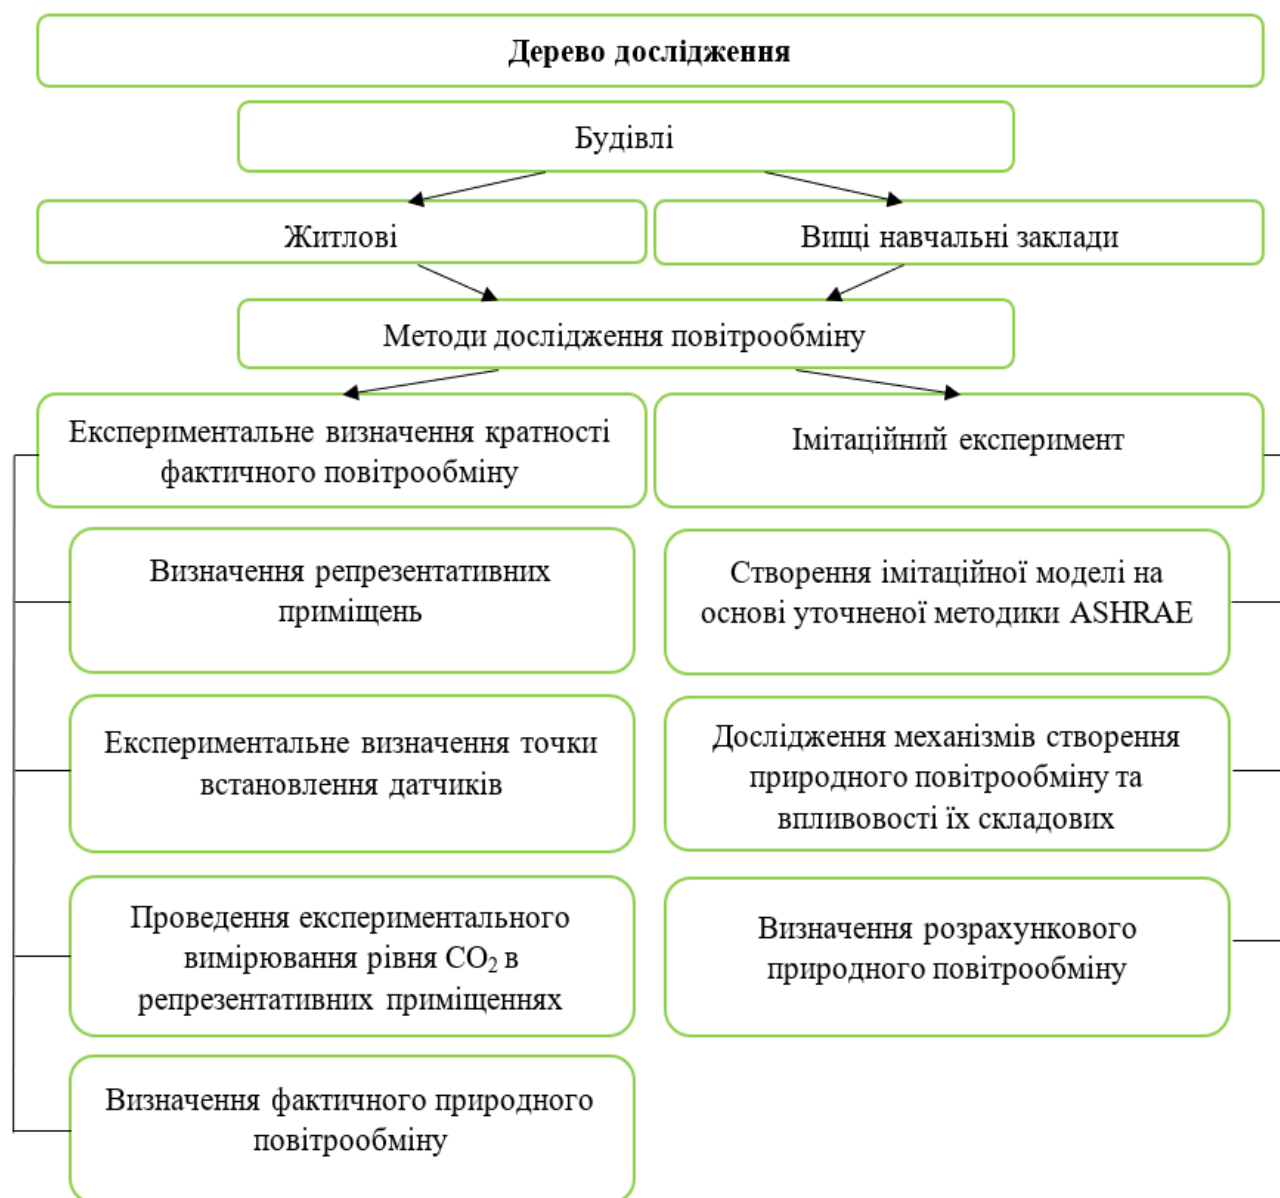 Дерево дослідження
Будівлі
Житлові
Вищі навчальні заклади
Методи дослідження повітрообміну
Експериментальне визначення кратності
фактичного повітрообміну
Імітаційний експеримент
Визначення репрезентативних
приміщень
Створення імітаційної моделі на
основі уточненої методики ASHRAE
Експериментальне визначення точки
встановлення датчиків
Дослідження механізмів створення
природного повітрообміну та
впливовості їх складових
Проведення експериментального
вимірювання рівня CO₂ в
репрезентативних приміщеннях
Визначення розрахункового
природного повітрообміну
Визначення фактичного природного
повітрообміну